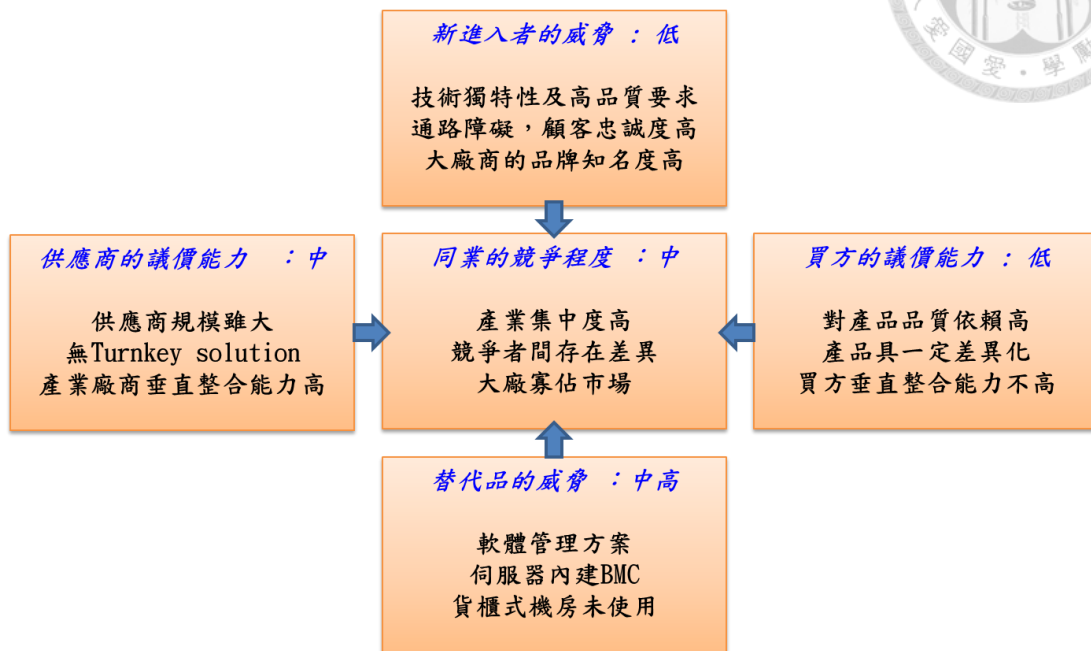 新進入者的威脅 : 低
技術獨特性及高品質要求
通路障礙，顧客忠誠度高
大廠商的品牌知名度高
供應商的議價能力 : 中
供應商規模雖大
無Turnkey solution
產業廠商垂直整合能力高
同業的競爭程度 : 中
產業集中度高
競爭者間存在差異
大廠寡佔市場
買方的議價能力 : 低
對產品品質依賴高
產品具一定差異化
買方垂直整合能力不高
替代品的威脅 : 中高
軟體管理方案
伺服器內建BMC
貨櫃式機房未使用
愛國愛·學